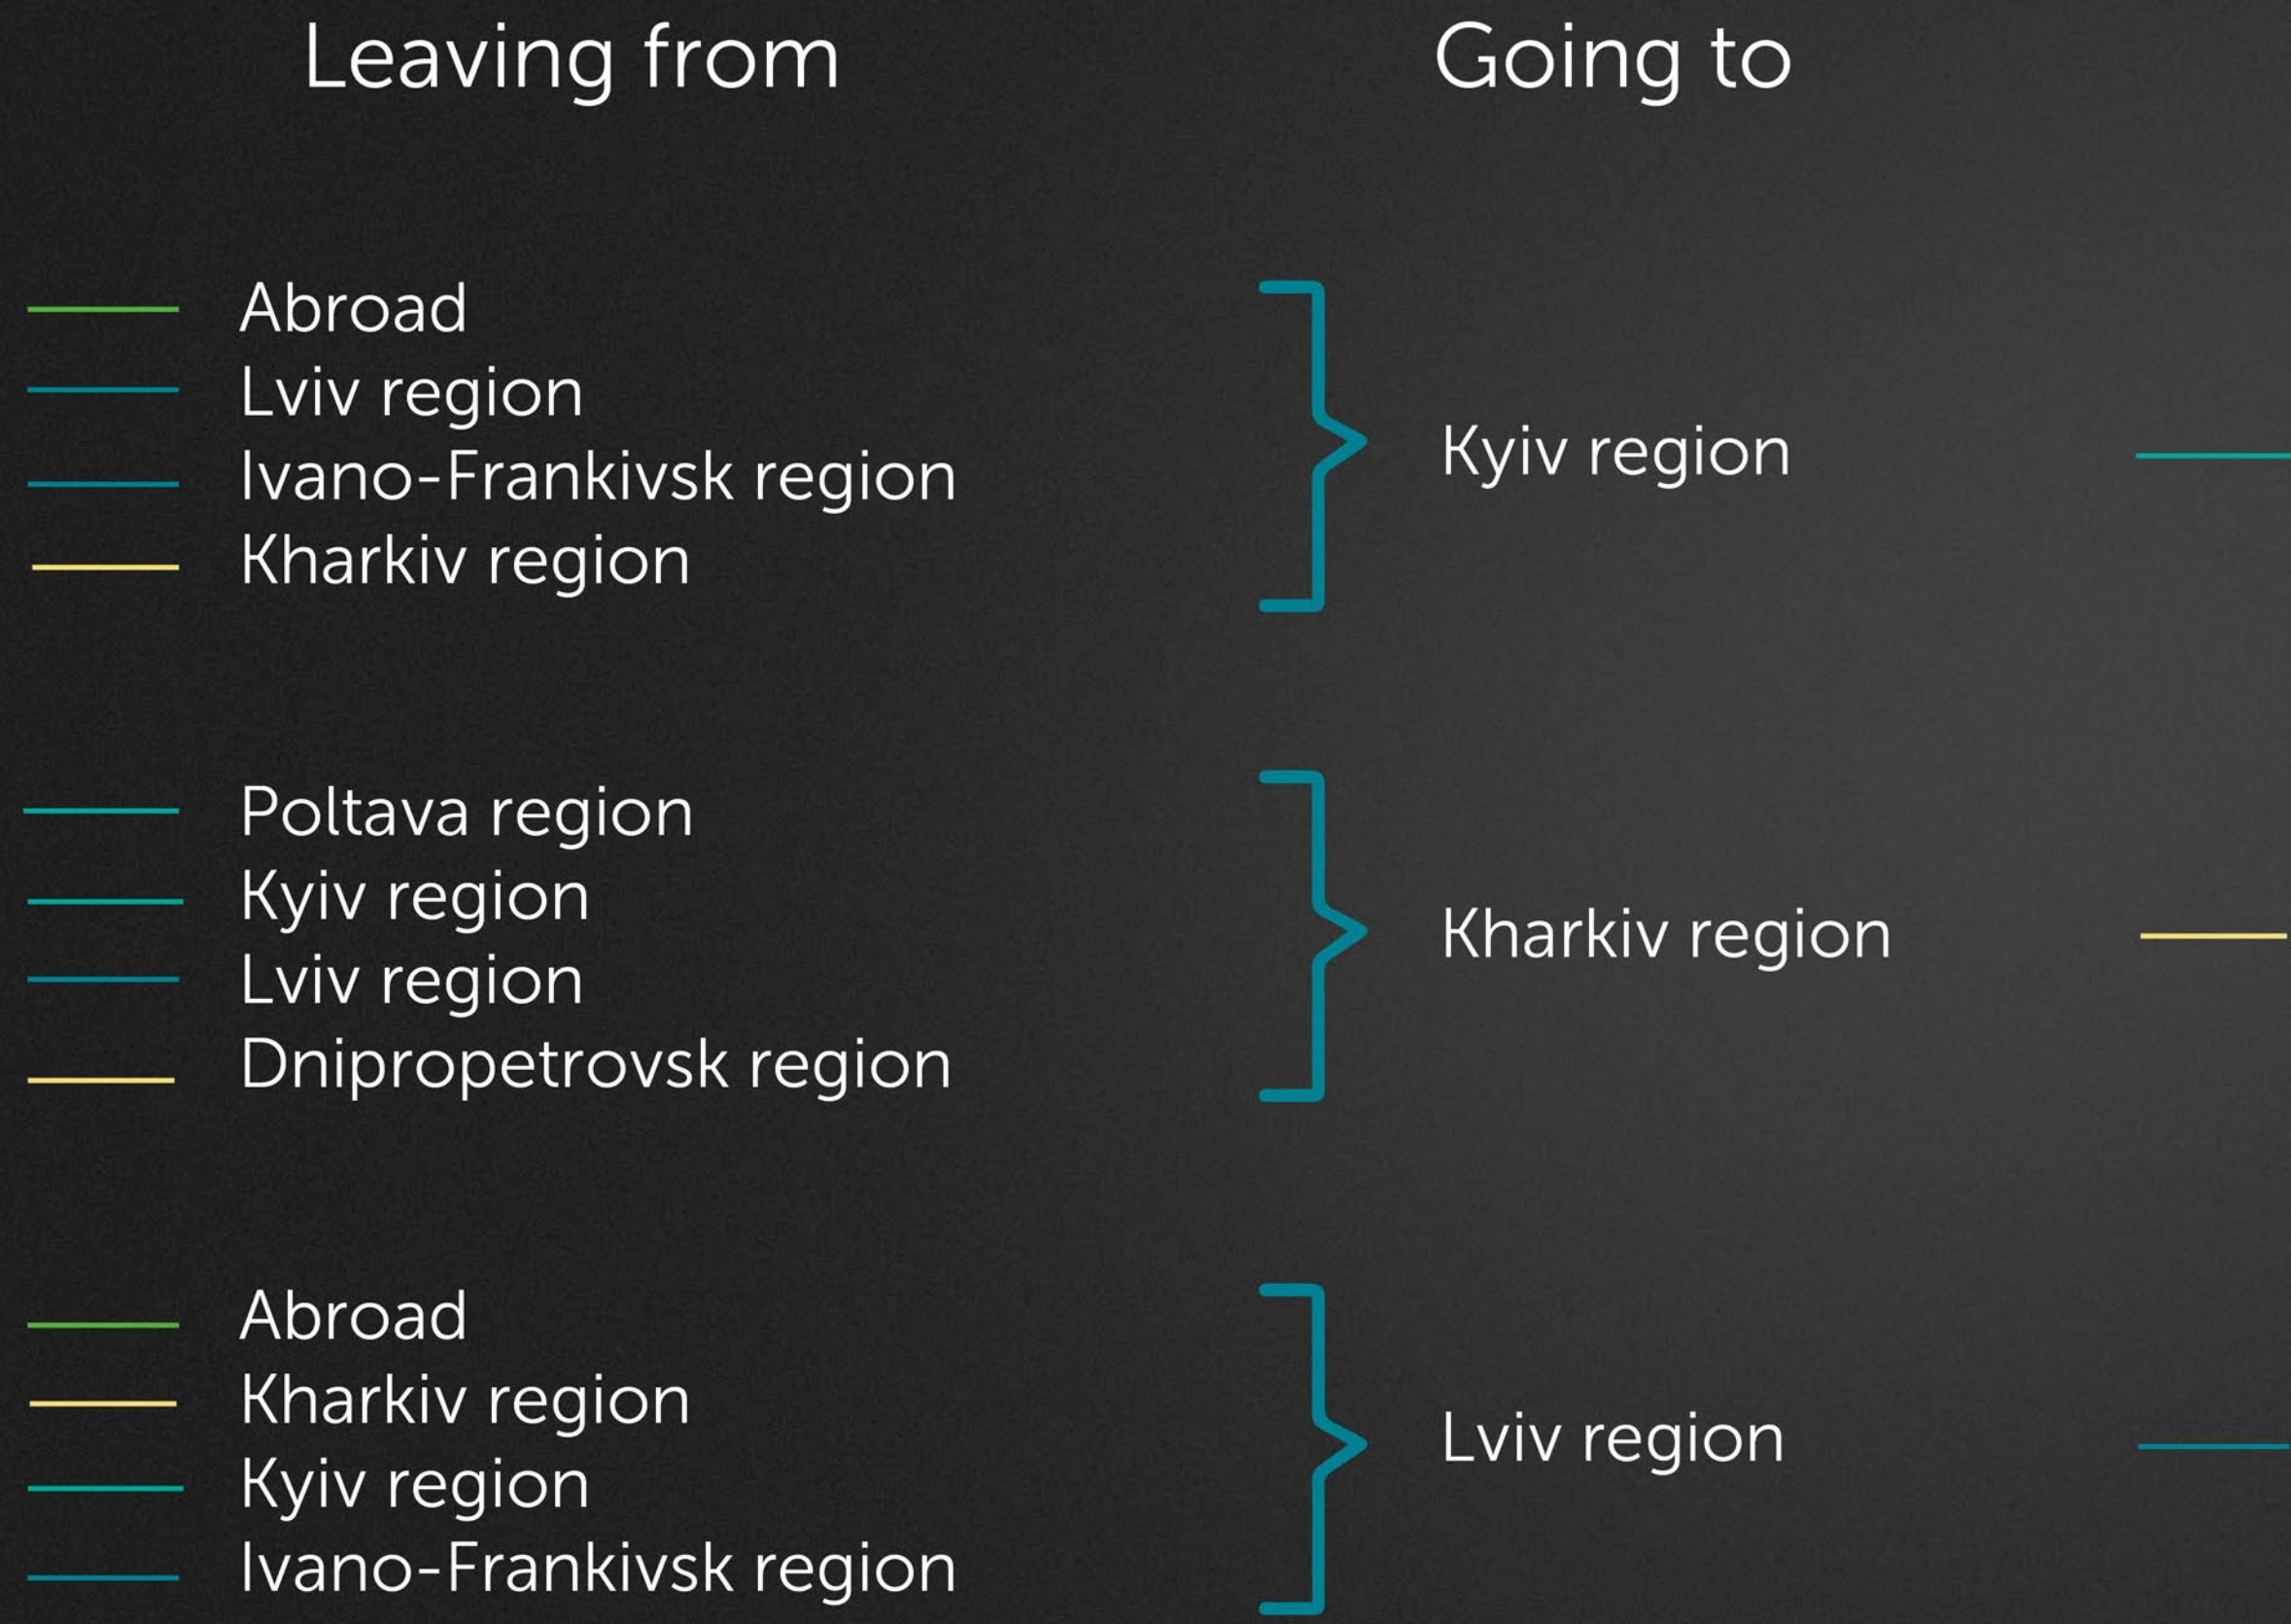 Leaving from
Going to
Abroad
Lviv region
Ivano-Frankivsk region
Kharkiv region
Kyiv region
Poltava region
Kyiv region
Lviv region
Dnipropetrovsk region
Kharkiv region
Abroad
Kharkiv region
Kyiv region
Ivano-Frankivsk region
Lviv region